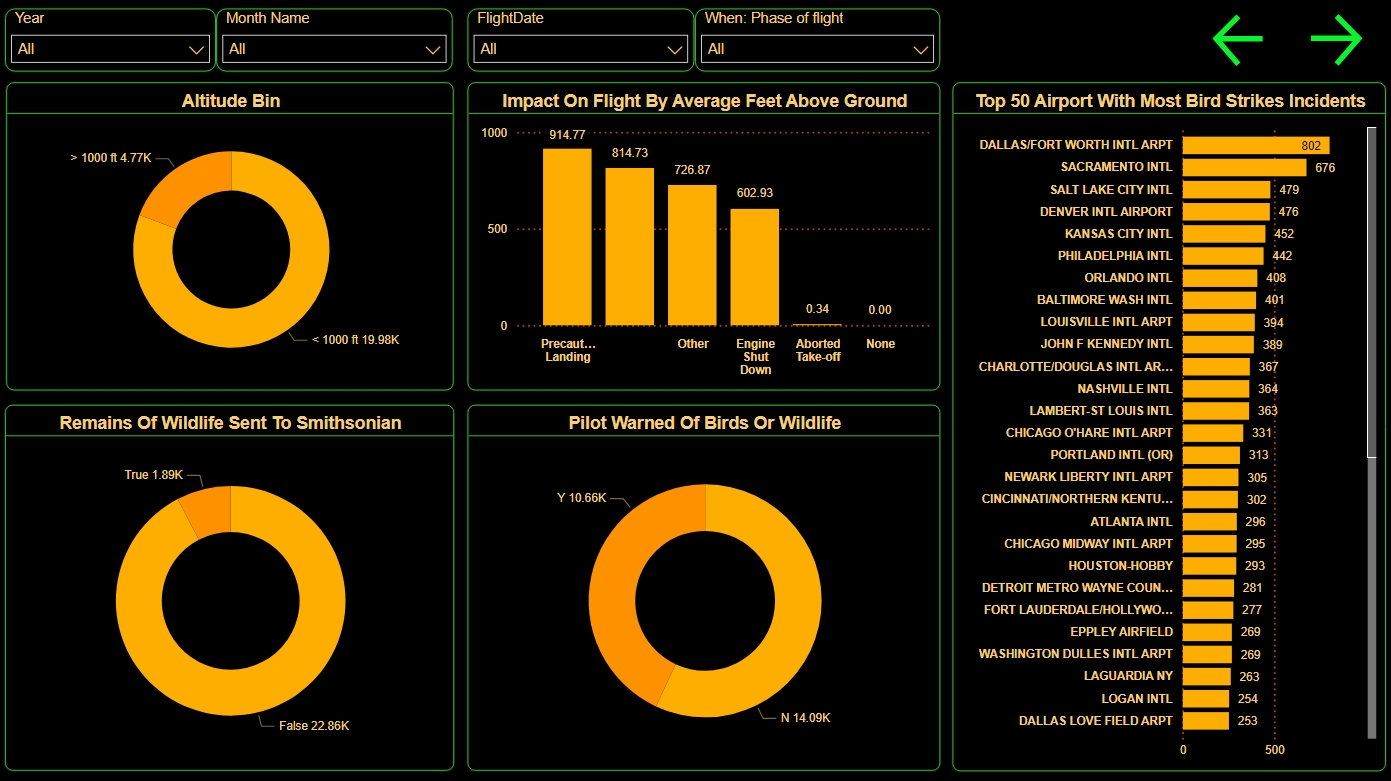 Year
All
Month Name
All
FlightDate
All
When: Phase of flight
All
Altitude Bin
> 1000 ft 4.77K
< 1000 ft 19.98K
Impact On Flight By Average Feet Above Ground
1000
500
0
914.77
814.73
726.87
602.93
0.34
0.00
Precaut…
Landing
Other
Engine
Shut
Down
Aborted
Take-off
None
Top 50 Airport With Most Bird Strikes Incidents
DALLAS/FORT WORTH INTL ARPT 802
SACRAMENTO INTL 676
SALT LAKE CITY INTL 479
DENVER INTL AIRPORT 476
KANSAS CITY INTL 452
PHILADELPHIA INTL 442
ORLANDO INTL 408
BALTIMORE WASH INTL 401
LOUISVILLE INTL ARPT 394
JOHN F KENNEDY INTL 389
CHARLOTTE/DOUGLAS INTL AR… 367
NASHVILLE INTL 364
LAMBERT-ST LOUIS INTL 363
CHICAGO O'HARE INTL ARPT 331
PORTLAND INTL (OR) 313
NEWARK LIBERTY INTL ARPT 305
CINCINNATI/NORTHERN KENTU… 302
ATLANTA INTL 296
CHICAGO MIDWAY INTL ARPT 295
HOUSTON-HOBBY 293
DETROIT METRO WAYNE COUN… 281
FORT LAUDERDALE/HOLLYWO… 277
EPPLEY AIRFIELD 269
WASHINGTON DULLES INTL ARPT 269
LAGUARDIA NY 263
LOGAN INTL 254
DALLAS LOVE FIELD ARPT 253
0 500
Remains Of Wildlife Sent To Smithsonian
True 1.89K
False 22.86K
Pilot Warned Of Birds Or Wildlife
Y 10.66K
N 14.09K